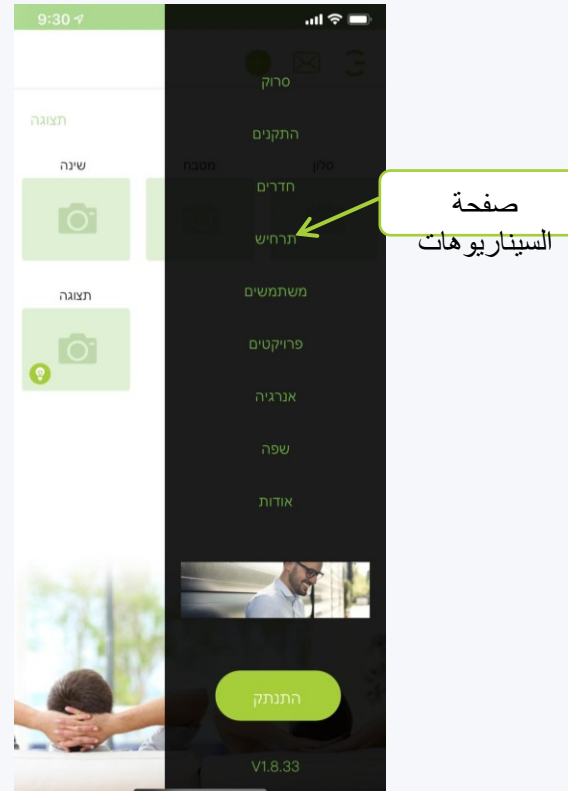 9:30
סרוק
תצוגה
התקנים
סלון
מטבח
שינה
חדרים
תרחיש
צفحة
السيناريوهات
משתמשים
תצוגה
פרויקטים
אנרגיה
שפה
אודות
התנתק
V1.8.33